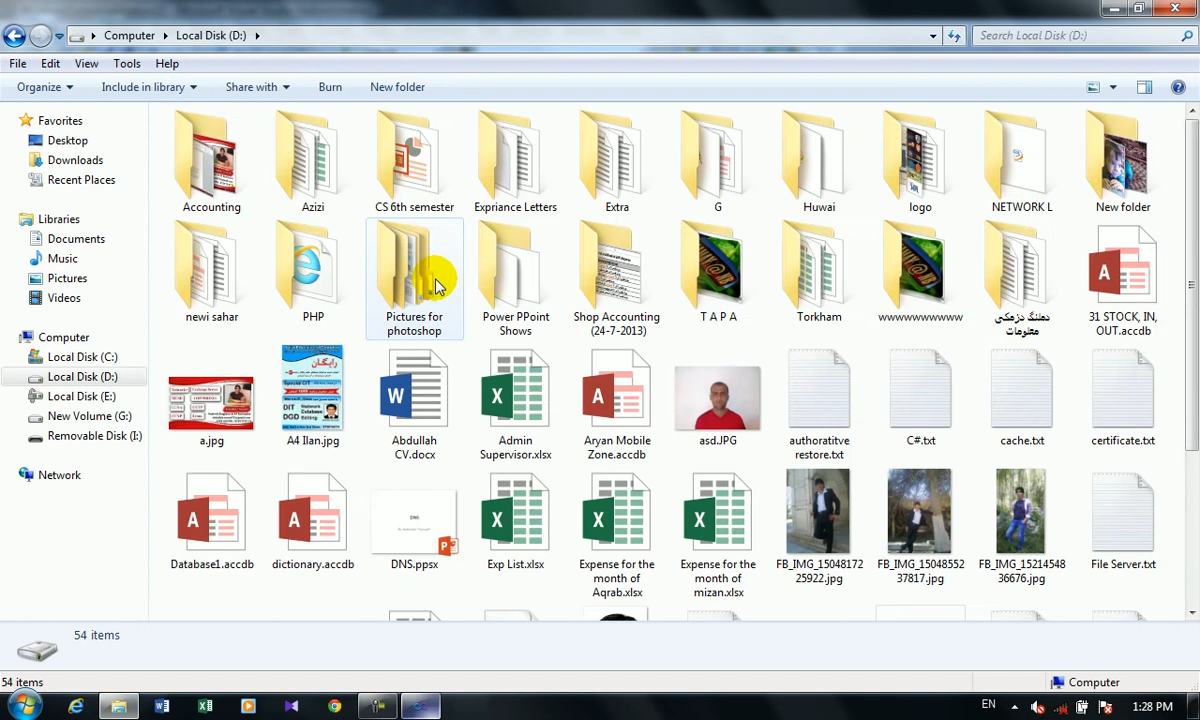 Computer Local Disk (D:)
Search Local Disk (D:)
File Edit View Tools Help
Organize Include in library Share with Burn New folder
Favorites
Desktop
Downloads
Recent Places
Libraries
Documents
Music
Pictures
Videos
Computer
Local Disk (C:)
Local Disk (D:)
Local Disk (E:)
New Volume (G:)
Removable Disk (I:)
Network
Accounting
Azizi
CS 6th semester
Expriance Letters
Extra
G
Huwai
logo
NETWORK L
New folder
newi sahar
PHP
Pictures for
photoshop
Power PPoint
Shows
Shop Accounting
(24-7-2013)
T A P A
Torkham
wwwwwwwwww
معلومات
31 STOCK, IN,
OUT.accdb
a.jpg
A4 Ilan.jpg
Abdullah
CV.docx
Admin
Supervisor.xlsx
Aryan Mobile
Zone.accdb
asd.JPG
authoratitve
restore.txt
C#.txt
cache.txt
certificate.txt
Database1.accdb
dictionary.accdb
DNS.ppsx
Exp List.xlsx
Expense for the
month of
Aqrab.xlsx
Expense for the
month of
mizan.xlsx
FB_IMG_15048172
25922.jpg
FB_IMG_15048552
37817.jpg
FB_IMG_15214548
36676.jpg
File Server.txt
رایگان
DIT
DGD
DNS
54 items
54 items
Computer
EN
1:28 PM